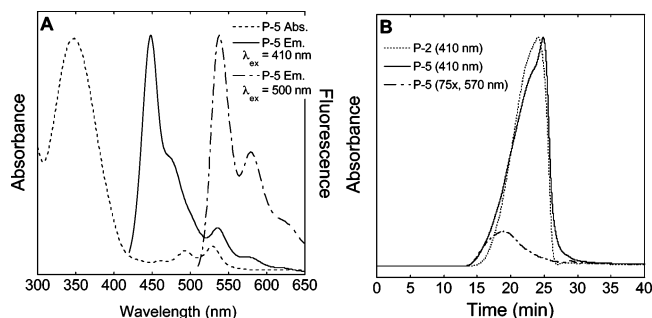 A
P-5 Abs.
P-5 Em.
λex = 410 nm
P-5 Em.
λex = 500 nm
Absorbance
Fluorescence
300 350 400 450 500 550 600 650
Wavelength (nm)
B
P-2 (410 nm)
P-5 (410 nm)
P-5 (75x, 570 nm)
Absorbance
0 5 10 15 20 25 30 35 40
Time (min)